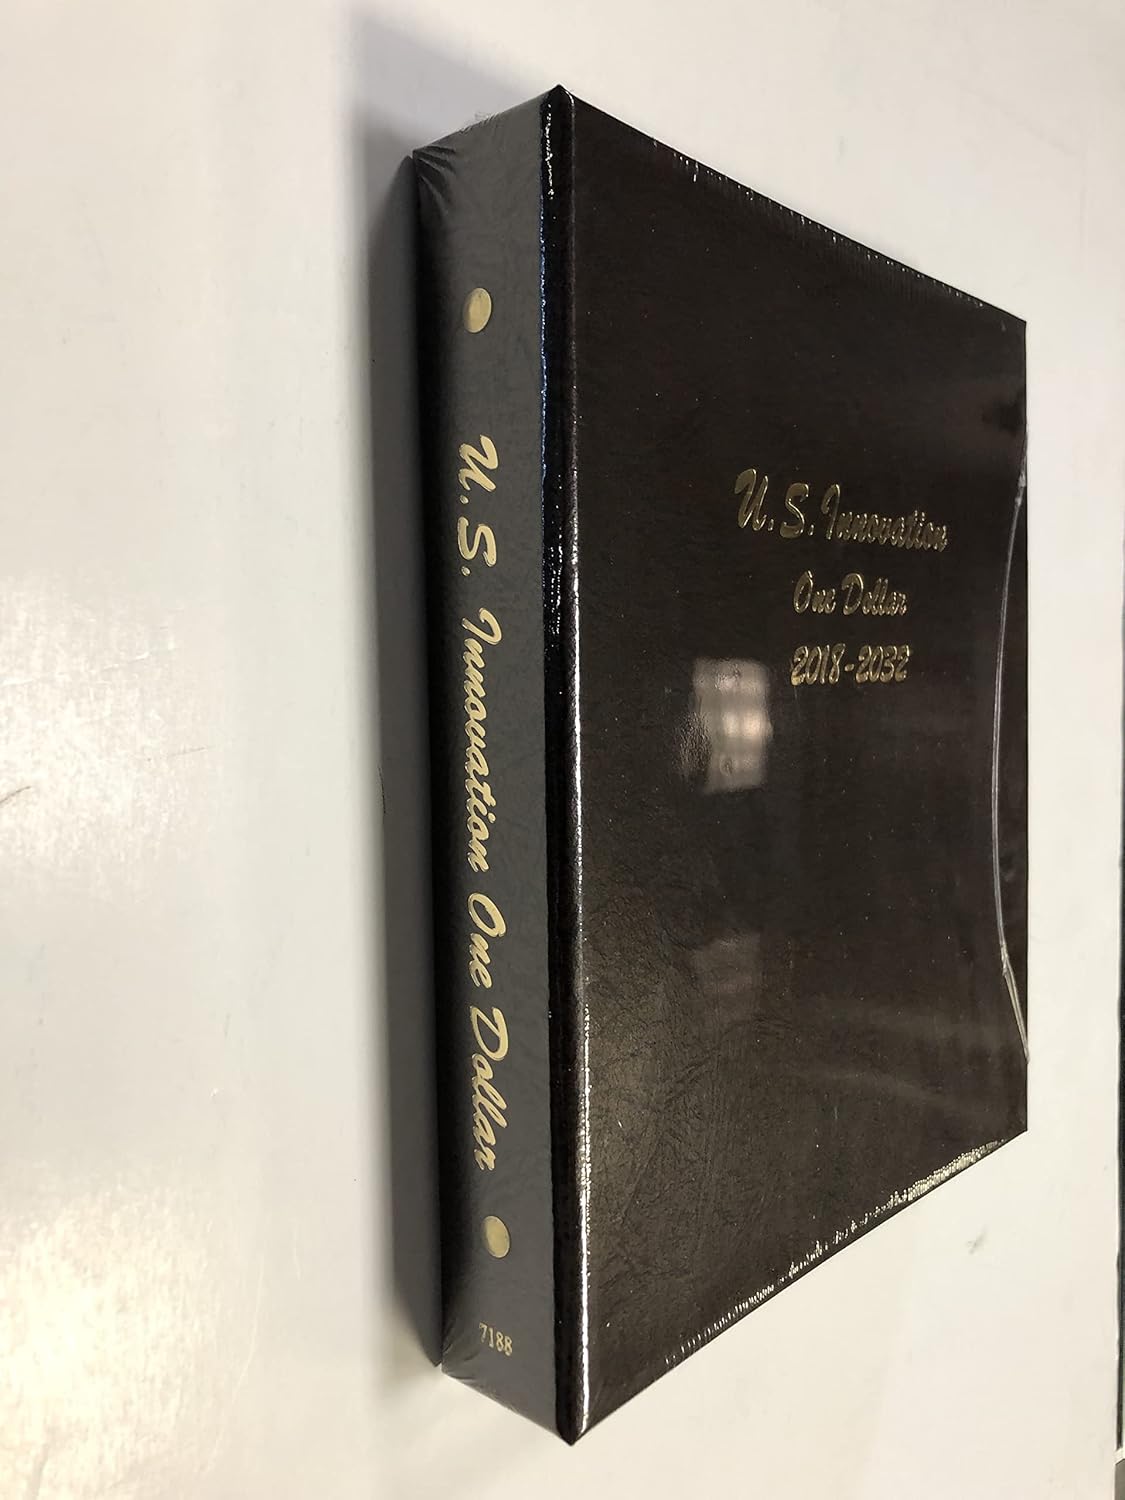 U.S. Innovation One Dollar
7188
U.S. Innovation
One Dollar
2018-2032